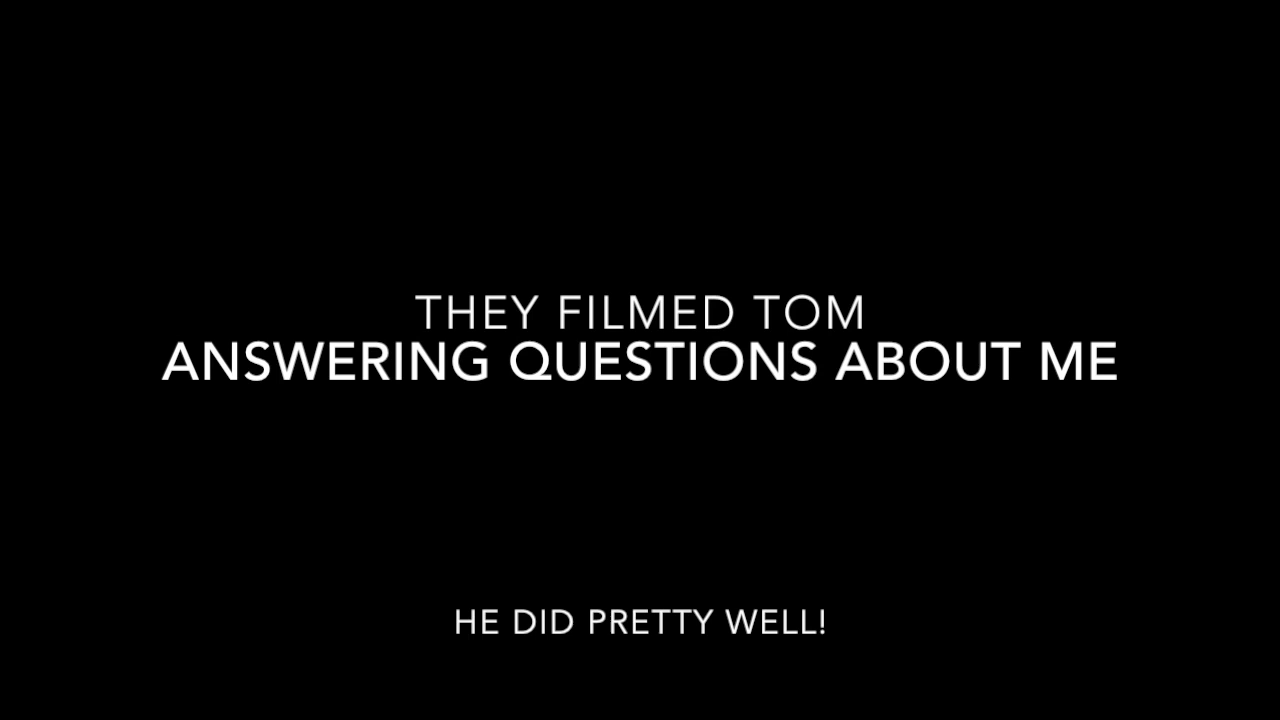 THEY FILMED TOM
ANSWERING QUESTIONS ABOUT ME
HE DID PRETTY WELL!